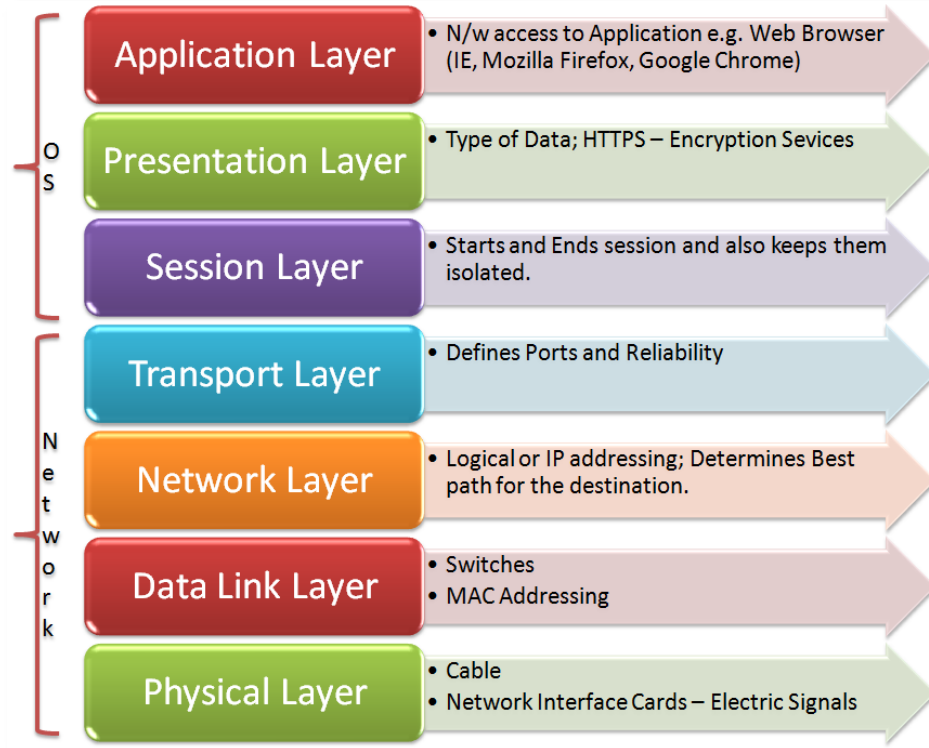 OS
Application Layer
• N/w access to Application e.g. Web Browser
(IE, Mozilla Firefox, Google Chrome)
Presentation Layer
• Type of Data; HTTPS – Encryption Sevices
Session Layer
• Starts and Ends session and also keeps them
isolated.
Network
Transport Layer
• Defines Ports and Reliability
Network Layer
• Logical or IP addressing; Determines Best
path for the destination.
Data Link Layer
• Switches
• MAC Addressing
Physical Layer
• Cable
• Network Interface Cards – Electric Signals